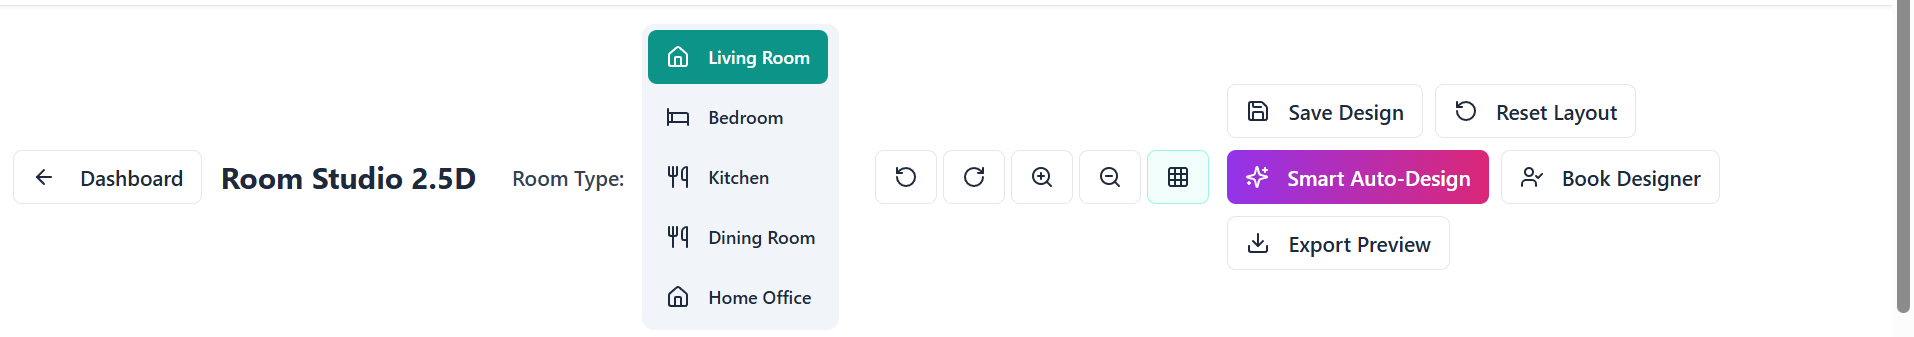 Dashboard
Room Studio 2.5D
Room Type:
Living Room
Bedroom
Kitchen
Dining Room
Home Office
Save Design
Reset Layout
Smart Auto-Design
Book Designer
Export Preview